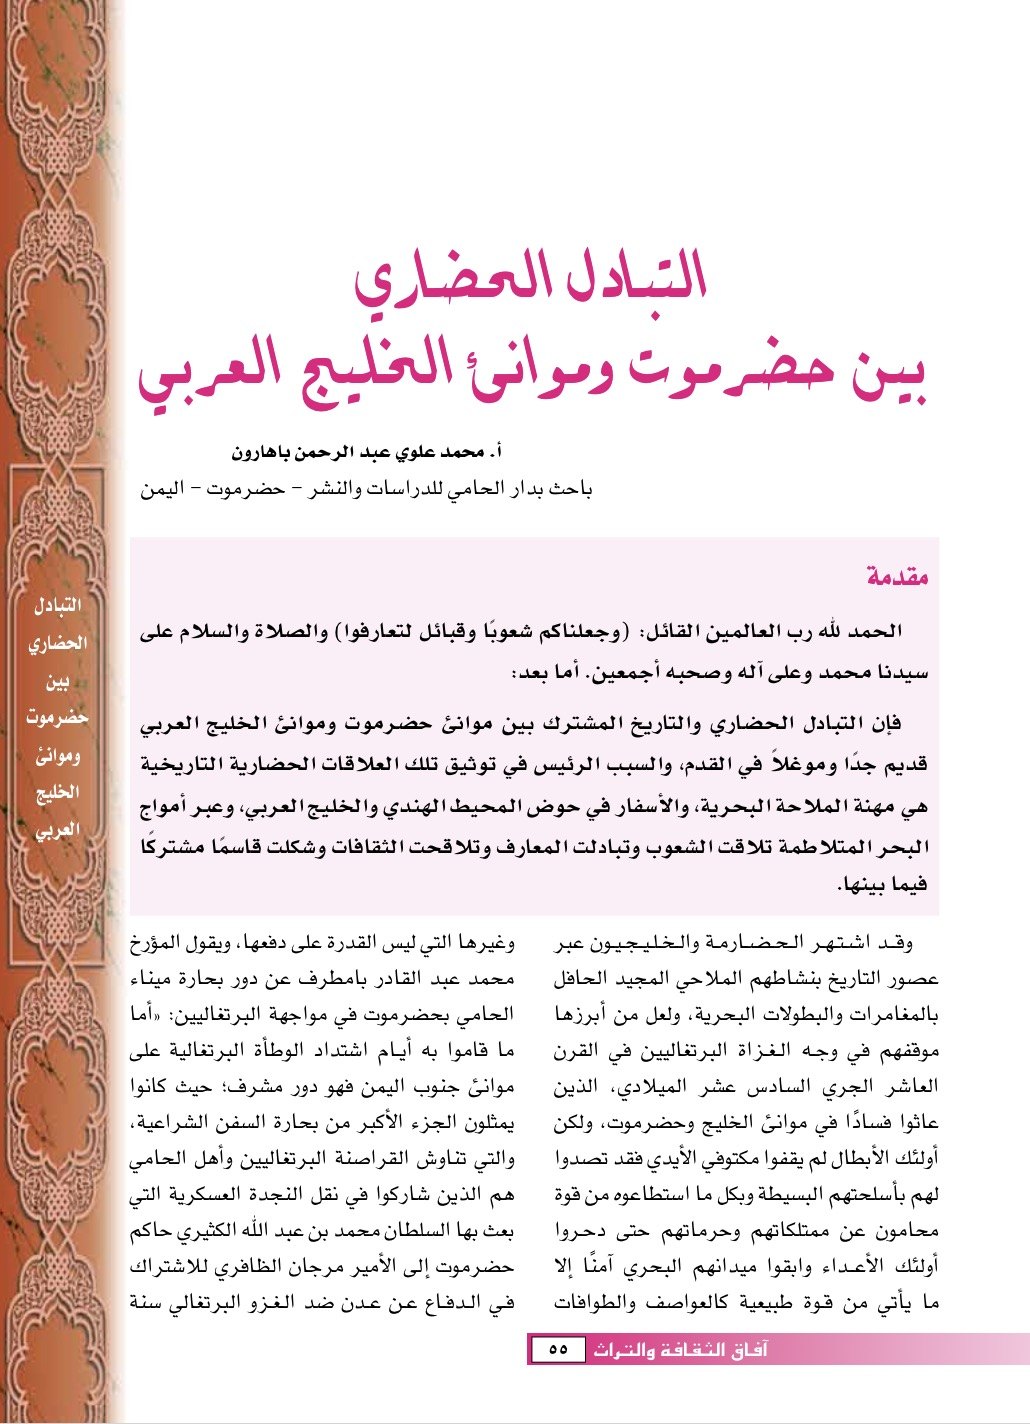 التبادل الحضاري
بين حضرموت وموانئ الخليج العربي
أ. محمد علوي عبد الرحمن باهارون
باحث بدار الحامي للدراسات والنشر - حضرموت - اليمن
مقدمة
الحمد لله رب العالمين القائل: (وجعلناكم شعوبًا وقبائل لتعارفوا) والصلاة والسلام على
سيدنا محمد وعلى آله وصحبه أجمعين. أما بعد:
فإن التبادل الحضاري والتاريخ المشترك بين موانئ حضرموت وموانئ الخليج العربي
قديم جدًا وموغلاً في القدم، والسبب الرئيس في توثيق تلك العلاقات الحضارية التاريخية
هي مهنة الملاحة البحرية، والأسفار في حوض المحيط الهندي والخليج العربي، وعبر أمواج
البحر المتلاطمة تلاقت الشعوب وتبادلت المعارف وتلاقحت الثقافات وشكلت قاسمًا مشتركًا
فيما بينها.
وقد اشتهر الحضارمة والخليجيون عبر
عصور التاريخ بنشاطهم الملاحي المجيد الحافل
بالمغامرات والبطولات البحرية، ولعل من أبرزها
موقفهم في وجه الغزاة البرتغاليين في القرن
العاشر الجري السادس عشر الميلادي، الذين
عاثوا فسادًا في موانئ الخليج وحضرموت، ولكن
أولئك الأبطال لم يقفوا مكتوفي الأيدي فقد تصدوا
لهم بأسلحتهم البسيطة وبكل ما استطاعوه من قوة
محامون عن ممتلكاتهم وحرماتهم حتى دحروا
أولئك الأعداء وابقوا ميدانهم البحري آمنًا إلا
ما يأتي من قوة طبيعية كالعواصف والطوافات
وغيرها التي ليس القدرة على دفعها، ويقول المؤرخ
محمد عبد القادر بامطرف عن دور بحارة ميناء
الحامي بحضرموت في مواجهة البرتغاليين: «أما
ما قاموا به أيام اشتداد الوطأة البرتغالية على
موانئ جنوب اليمن فهو دور مشرف؛ حيث كانوا
يمثلون الجزء الأكبر من بحارة السفن الشراعية،
والتي تناوش القراصنة البرتغاليين وأهل الحامي
هم الذين شاركوا في نقل النجدة العسكرية التي
بعث بها السلطان محمد بن عبد الله الكثيري حاكم
حضرموت إلى الأمير مرجان الظافري للاشتراك
في الدفاع عن عدن ضد الغزو البرتغالي سنة
التبادل
الحضاري
بين
حضرموت
وموانئ
الخليج
العربي
آفاق الثقافة والتراث ٥٥